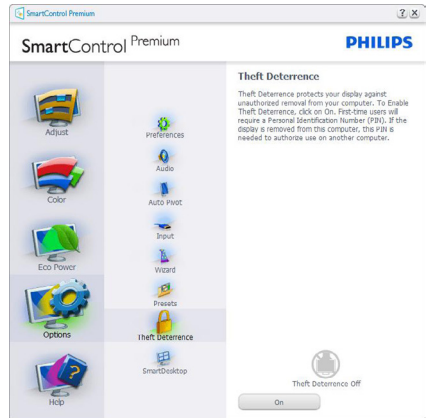 SmartControl Premium
SmartControl Premium
PHILIPS
Adjust
Color
Eco Power
Options
Help
Preferences
Audio
Auto Pivot
Input
Wizard
Presets
Theft Deterrence
SmartDesktop
Theft Deterrence
Theft Deterrence protects your display against
unauthorized removal from your computer. To Enable
Theft Deterrence, click on On. First-time users will
require a Personal Identification Number (PIN). If the
display is removed from this computer, this PIN is
needed to authorize use on another computer.
Theft Deterrence Off
On